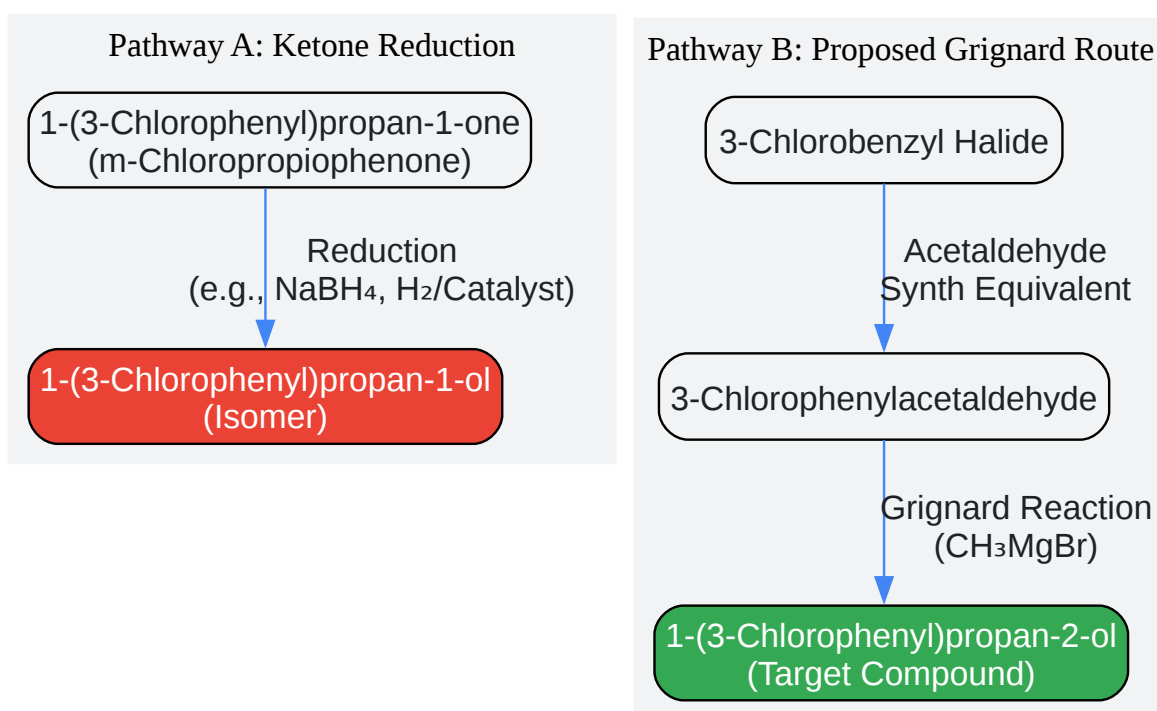 Pathway A: Ketone Reduction
1-(3-Chlorophenyl)propan-1-one
(m-Chloropropiophenone)
Reduction
(e.g., NaBH₄, H₂/Catalyst)
1-(3-Chlorophenyl)propan-1-ol
(Isomer)
Pathway B: Proposed Grignard Route
3-Chlorobenzyl Halide
Acetaldehyde
Synth Equivalent
3-Chlorophenylacetaldehyde
Grignard Reaction
(CH₃MgBr)
1-(3-Chlorophenyl)propan-2-ol
(Target Compound)